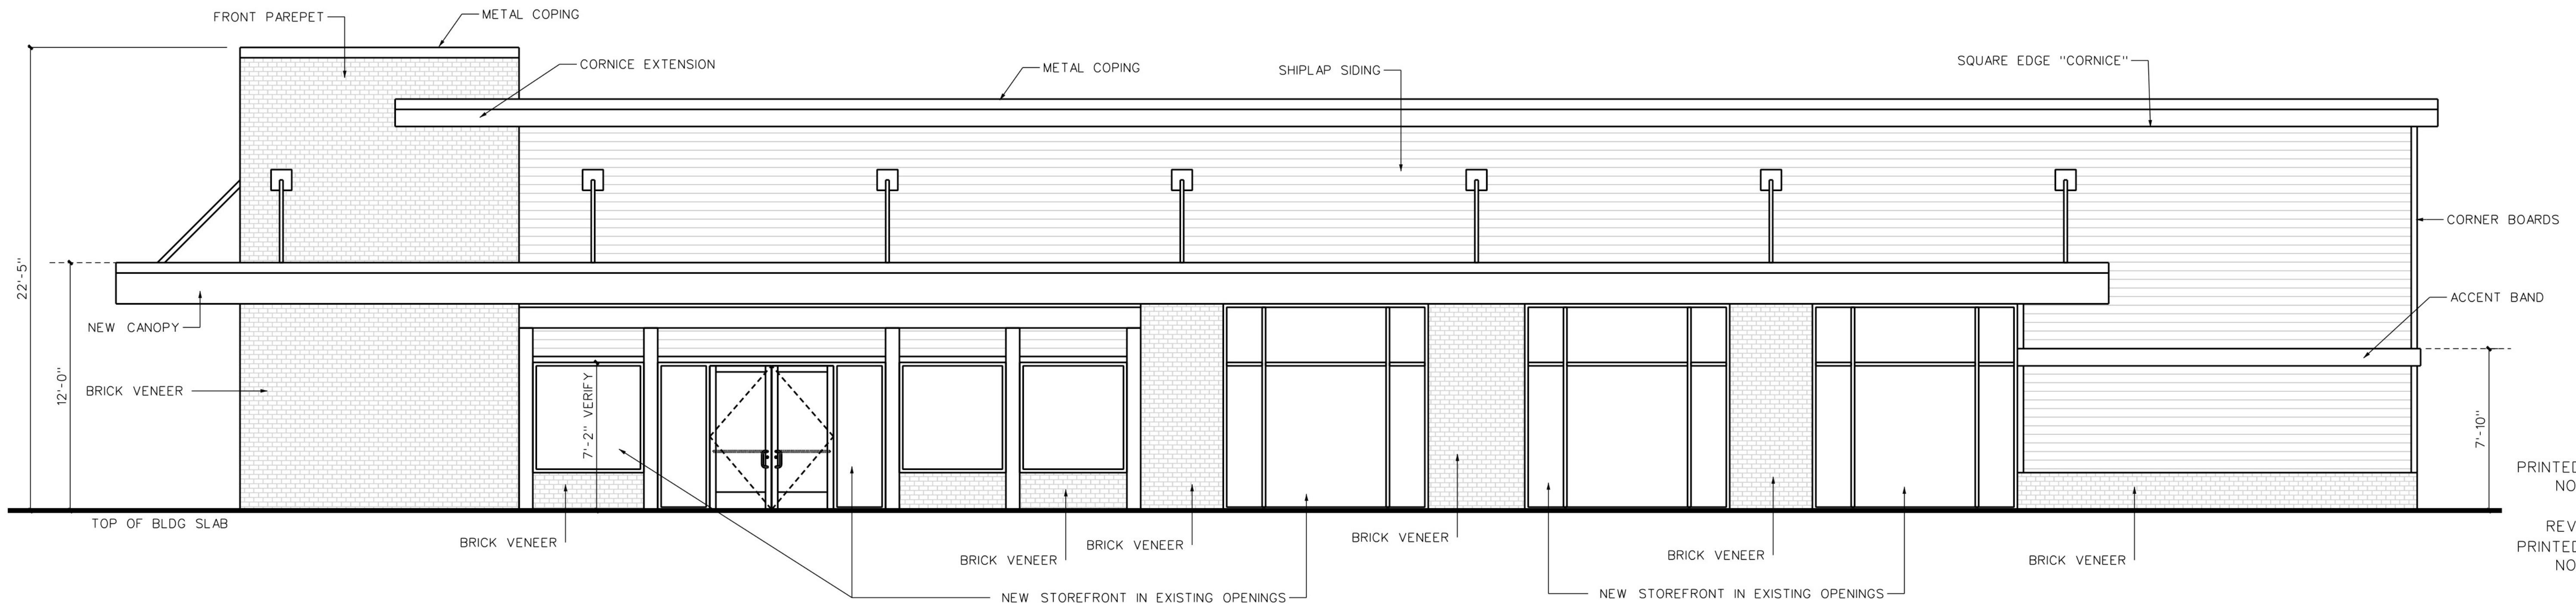 FRONT PAREPET
METAL COPING
CORNICE EXTENSION
METAL COPING
SHIPLAP SIDING
SQUARE EDGE "CORNICE"
CORNER BOARDS
22'-5"
12'-0"
NEW CANOPY
ACCENT BAND
BRICK VENEER
7'-2" VERIFY
7'-10"
TOP OF BLDG SLAB
BRICK VENEER
BRICK VENEER
BRICK VENEER
BRICK VENEER
BRICK VENEER
BRICK VENEER
NEW STOREFRONT IN EXISTING OPENINGS
NEW STOREFRONT IN EXISTING OPENINGS
PRINTED
NO
REV
PRINTED
NO